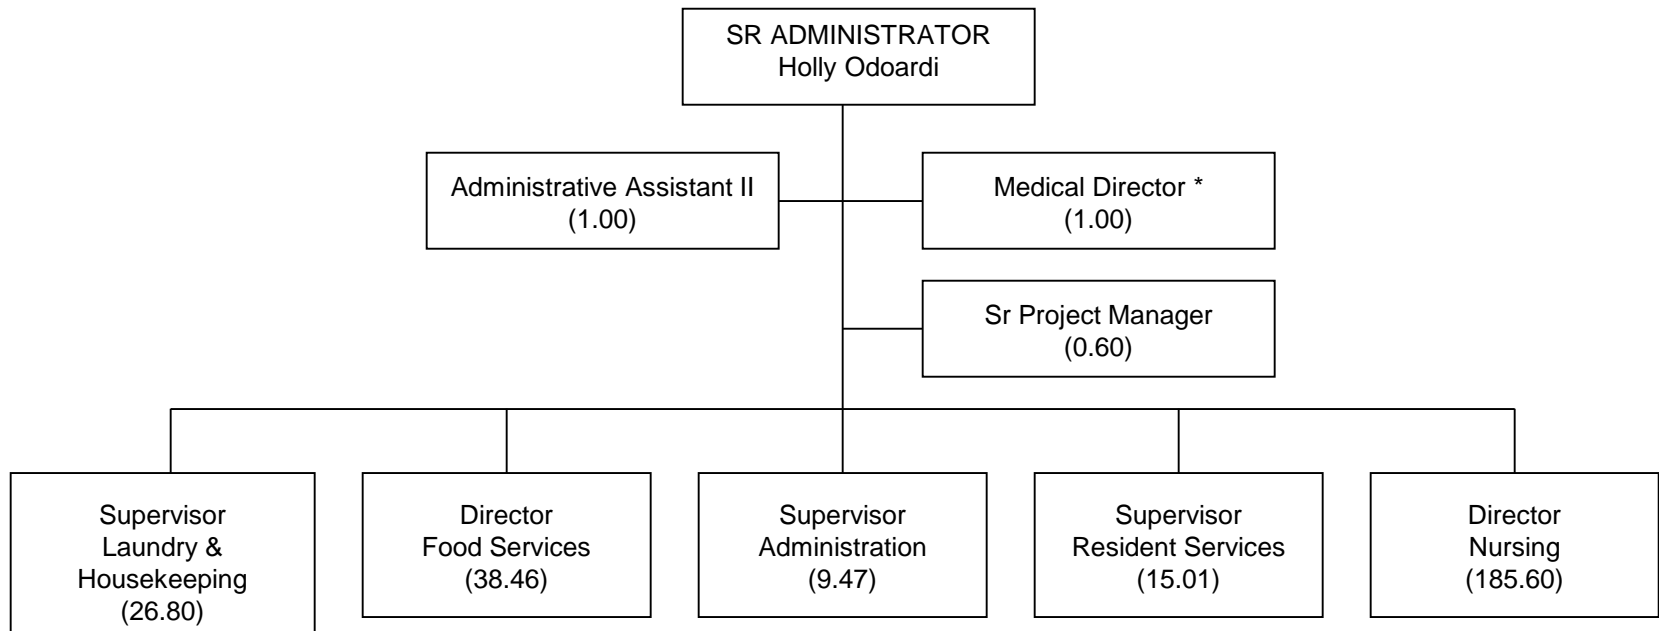 SR ADMINISTRATOR
Holly Odoardi
Administrative Assistant II
(1.00)
Medical Director *
(1.00)
Sr Project Manager
(0.60)
Supervisor
Laundry &
Housekeeping
(26.80)
Director
Food Services
(38.46)
Supervisor
Administration
(9.47)
Supervisor
Resident Services
(15.01)
Director
Nursing
(185.60)